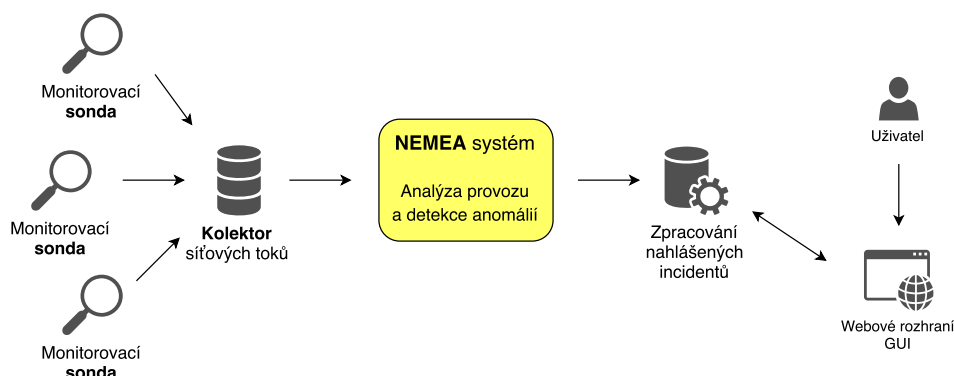 Monitorovací
sonda
Monitorovací
sonda
Monitorovací
sonda
Kolektor
síťových toků
NEMEA systém
Analýza provozu
a detekce anomálií
Zpracování
nahlášených
incidentů
Uživatel
Webové rozhraní
GUI